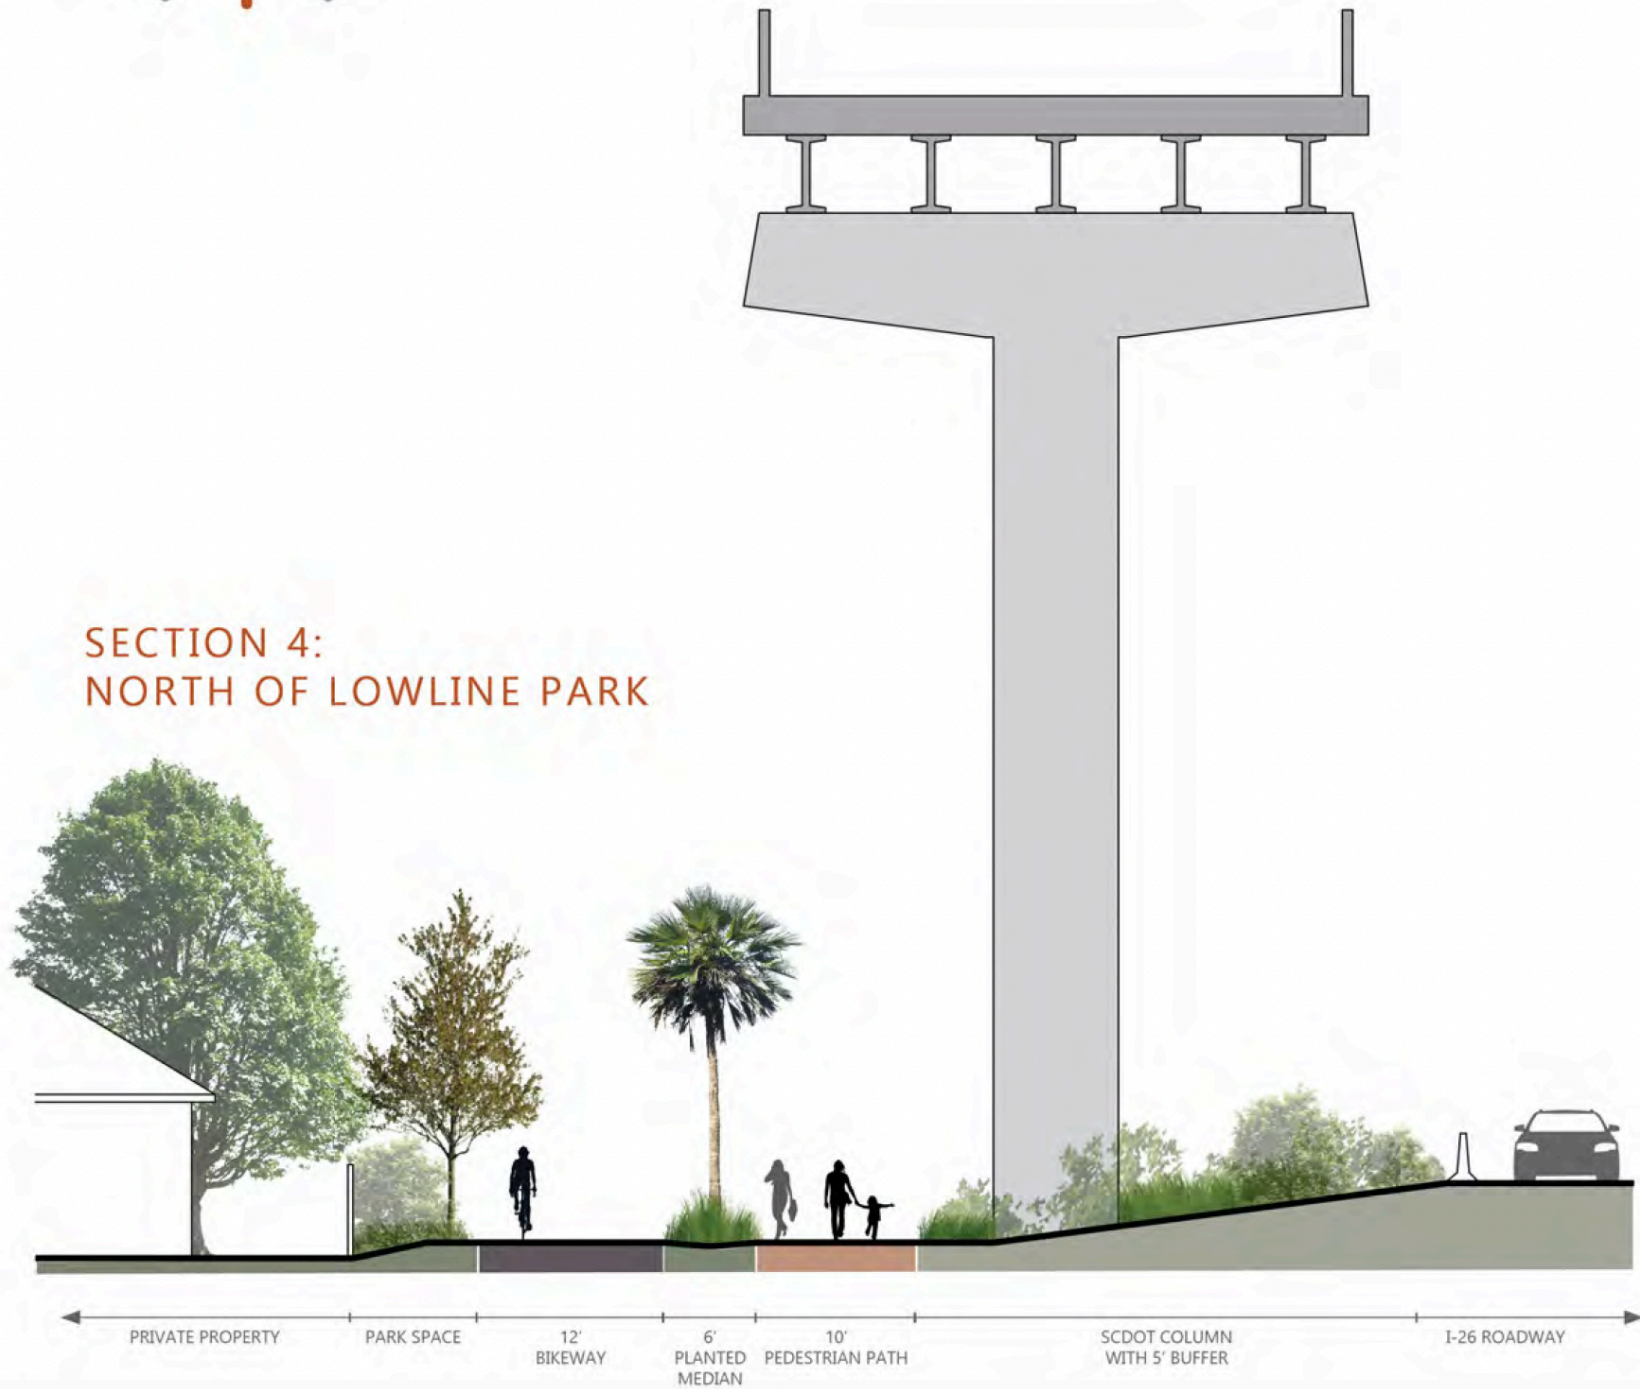 SECTION 4:
NORTH OF LOWLINE PARK
PRIVATE PROPERTY
PARK SPACE
12'
BIKEWAY
6'
PLANTED
MEDIAN
10'
PEDESTRIAN PATH
SCDOT COLUMN
WITH 5' BUFFER
I-26 ROADWAY